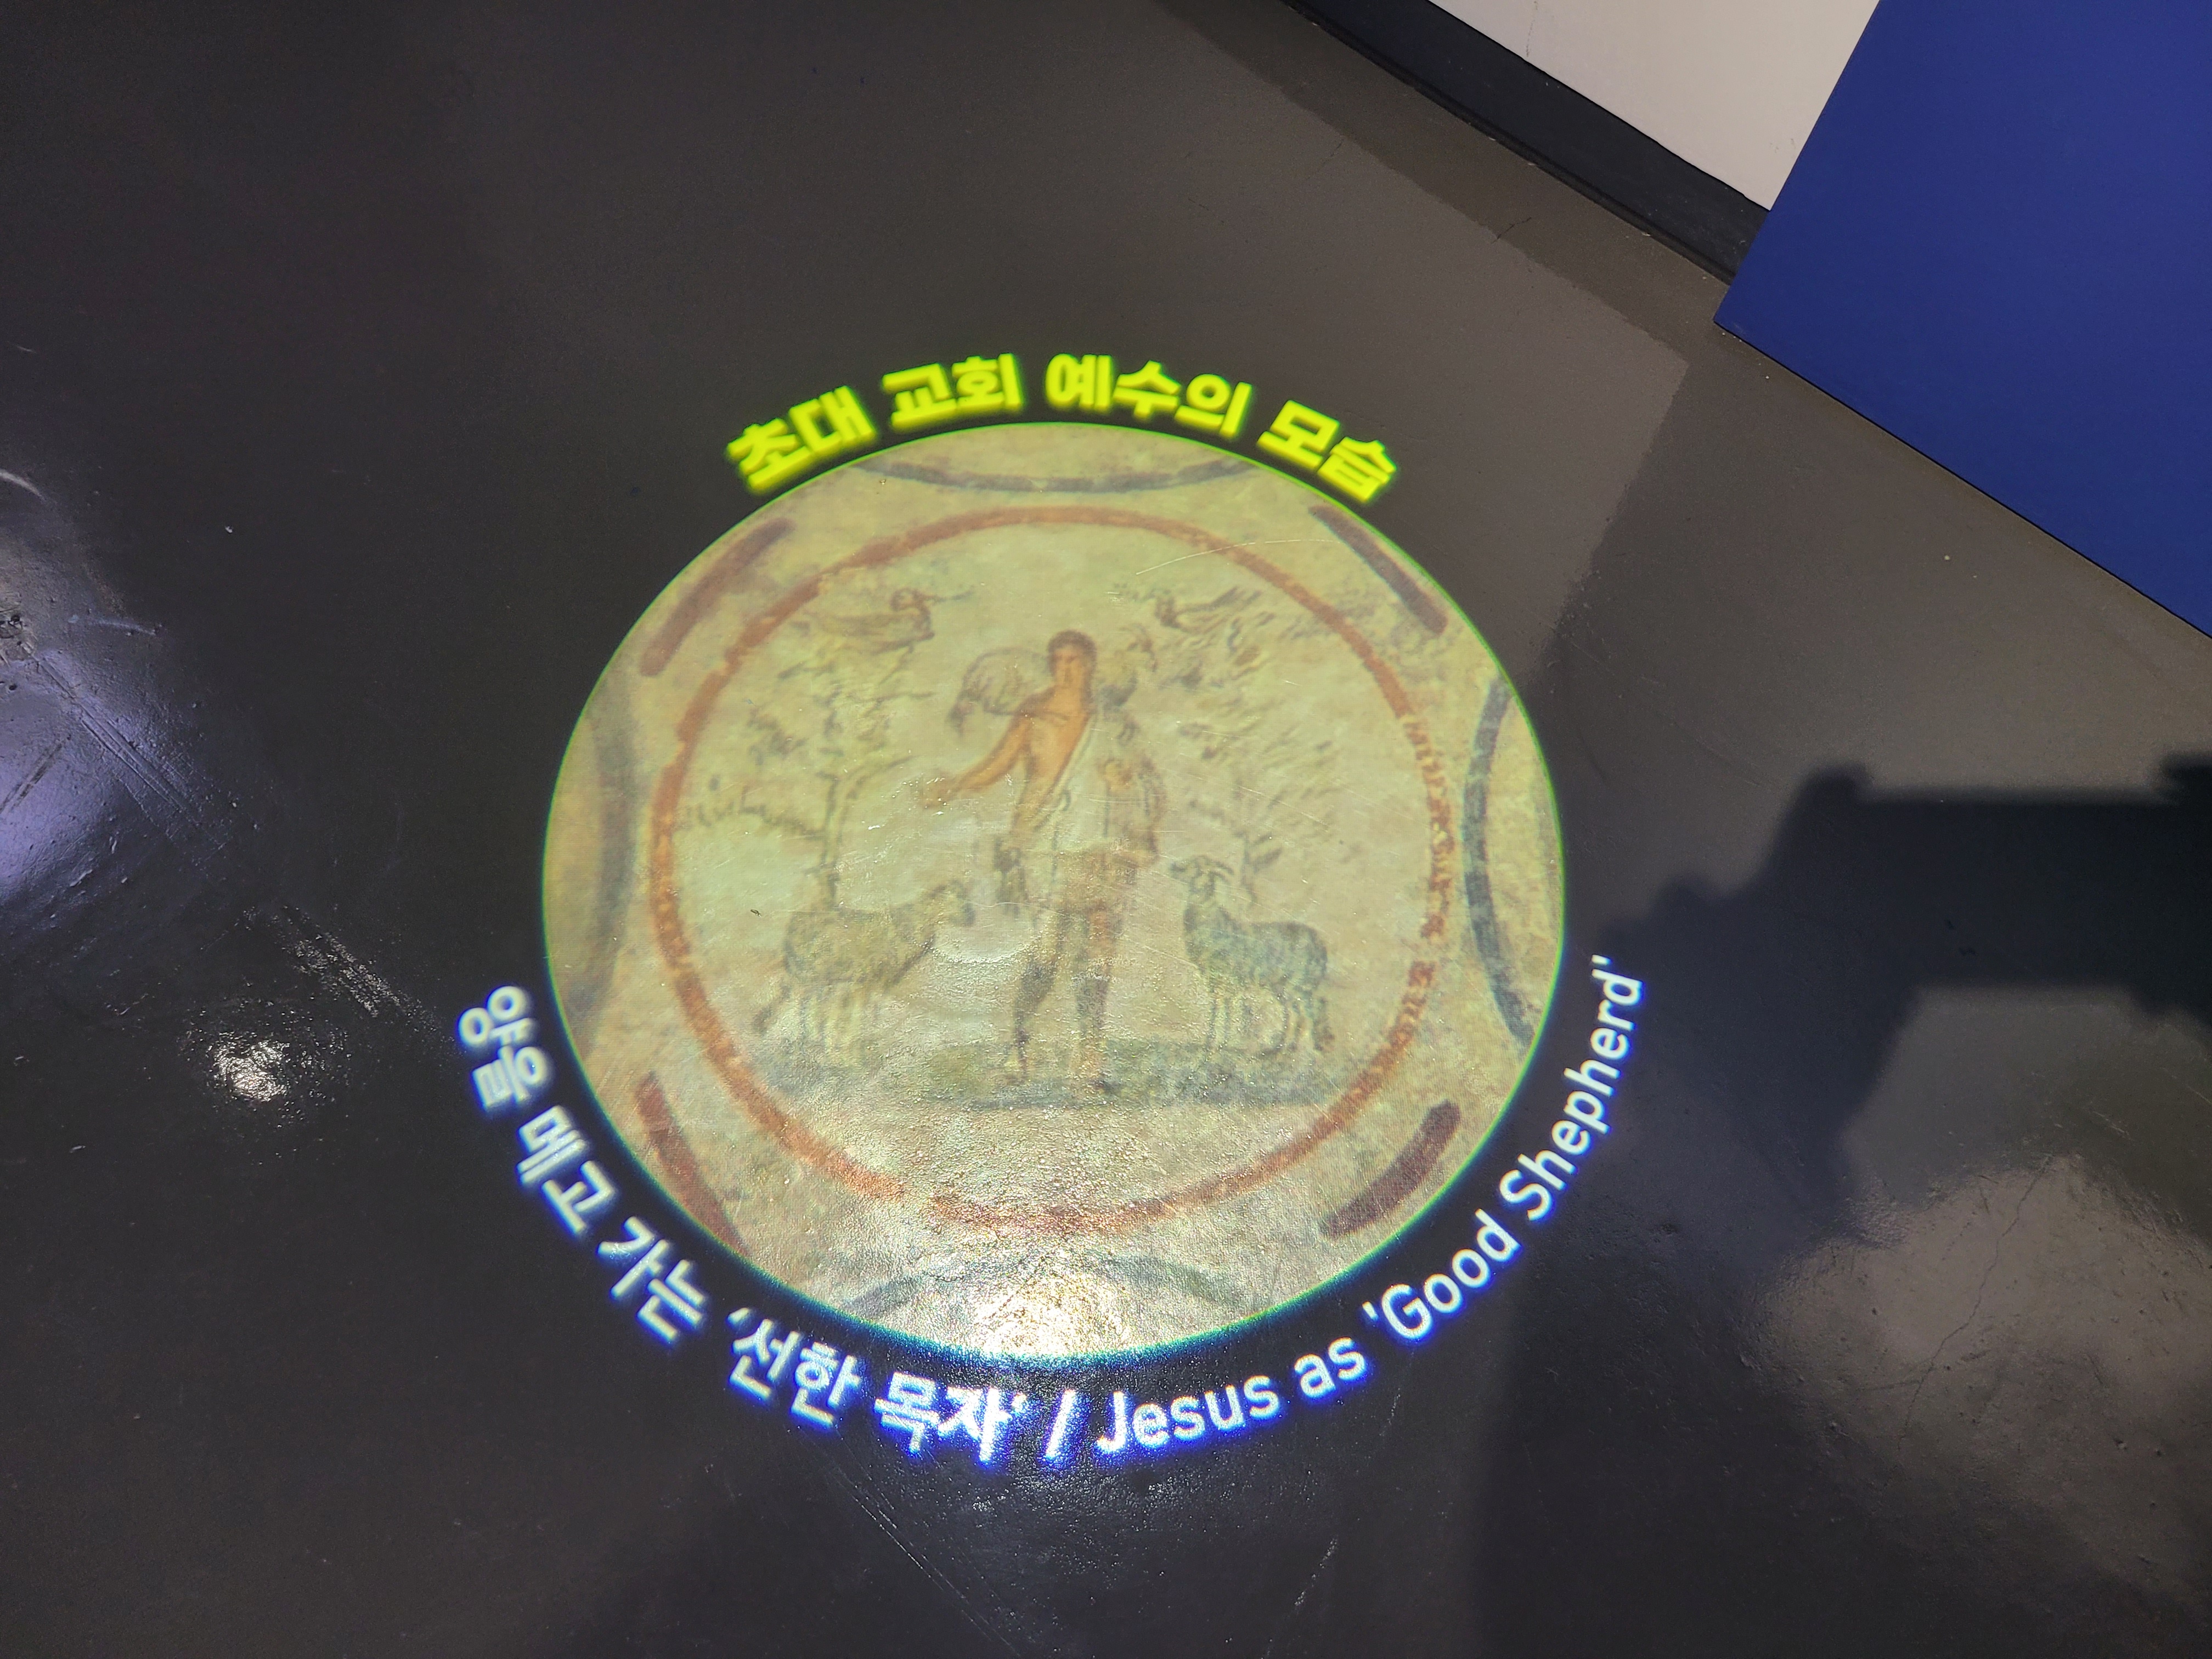 초대 교회 예수의 모습
양을 메고 가는 ‘선한 목자’ / Jesus as 'Good Shepherd'